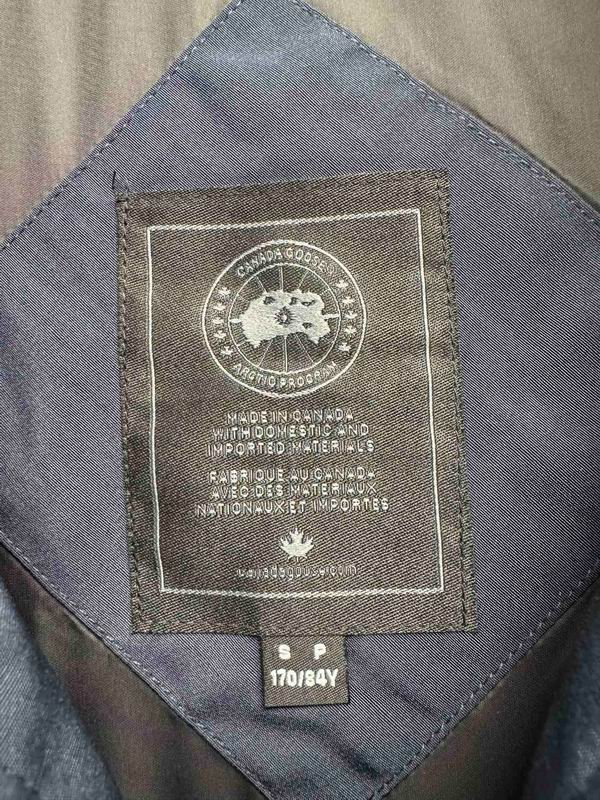 CANADA GOOSE®
ARCTIC PROGRAM
MADE IN CANADA
WITH DOMESTIC AND
IMPORTED MATERIALS
FABRIQUE AU CANADA
AVEC DES MATERIAUX
NATIONAUX ET IMPORTES
canadagoose.com
S P
170/84Y